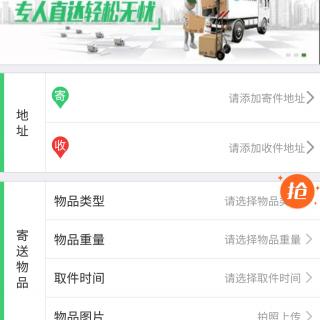 专人直达轻松无忧
寄
请添加寄件地址
地址
收
请添加收件地址
抢
物品类型
请选择物品类
寄送物品
物品重量
请选择物品重量
取件时间
请选择取件时间
物品图片
拍照上传